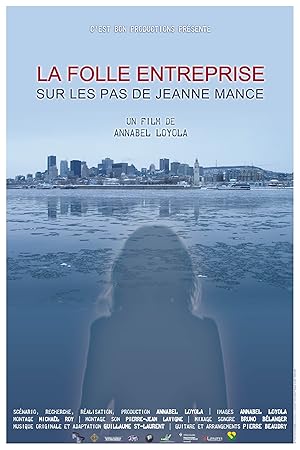 C'EST BON PRODUCTIONS PRÉSENTE
LA FOLLE ENTREPRISE
SUR LES PAS DE JEANNE MANCE
UN FILM DE
ANNABEL LOYOLA
SCÉNARIO, RECHERCHE, RÉALISATION, PRODUCTION ANNABEL LOYOLA | IMAGES ANNABEL LOYOLA
MONTAGE MICHAËL ROY | MONTAGE SON PIERRE-JEAN LAVIGNE | MIXAGE SONORE BRUNO BÉLANGER
MUSIQUE ORIGINALE ET ADAPTATION GUILLAUME ST-LAURENT | GUITARE ET ARRANGEMENTS PIERRE BEAUDRY